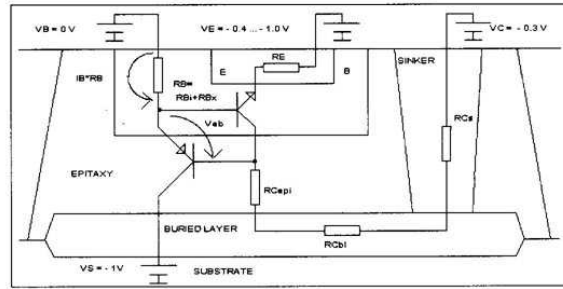 VB = 0 V
VE = - 0.4 ... - 1.0 V
VC = - 0.3 V
RE
SINKER
E
B
IB*RB
RB=
RBi+RBx
Veb
RCs
EPITAXY
RCepi
BURIED LAYER
RCbl
VS = - 1V
SUBSTRATE